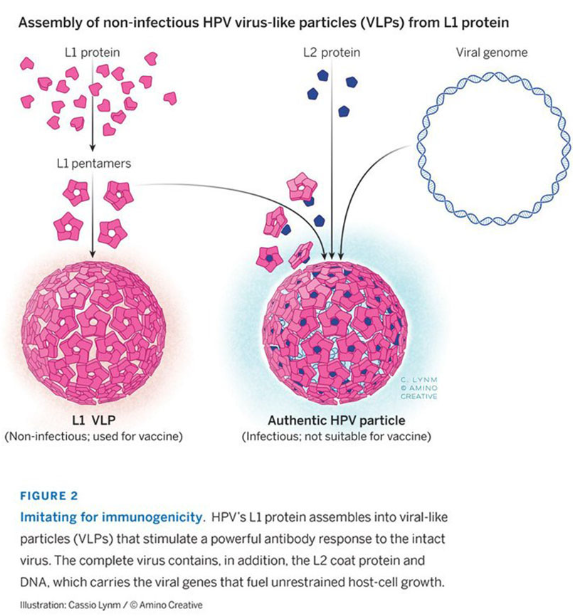 Assembly of non-infectious HPV virus-like particles (VLPs) from L1 protein
L1 protein
L2 protein
Viral genome
L1 pentamers
C. LYNM
© AMINO
CREATIVE
L1 VLP
(Non-infectious; used for vaccine)
Authentic HPV particle
(Infectious; not suitable for vaccine)
FIGURE 2
Imitating for immunogenicity. HPV's L1 protein assembles into viral-like
particles (VLPs) that stimulate a powerful antibody response to the intact
virus. The complete virus contains, in addition, the L2 coat protein and
DNA, which carries the viral genes that fuel unrestrained host-cell growth.
Illustration: Cassio Lynm / © Amino Creative